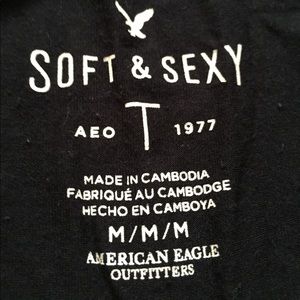 SOFT & SEXY
AEO T 1977
MADE IN CAMBODIA
FABRIQUÉ AU CAMBODGE
HECHO EN CAMBOYA
M/M/M
AMERICAN EAGLE
OUTFITTERS